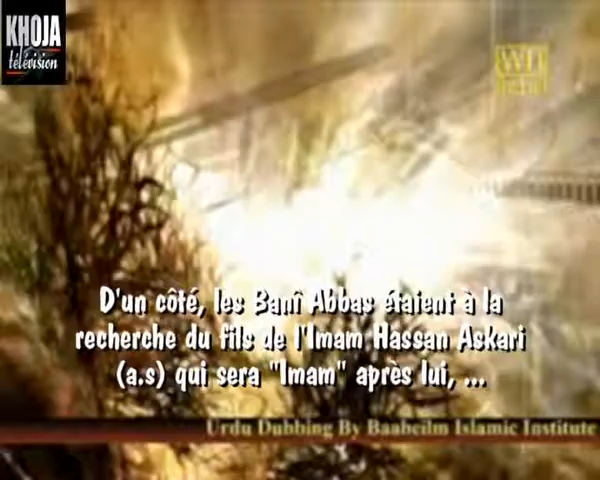 KHOJA
télévision
D'un côté, les Banî Abbas étaient à la
recherche du fils de l'Imam Hassan Askari
(a.s) qui sera "Imam" après lui, ...
Urdu Dubbing By Baabeilm Islamic Institute